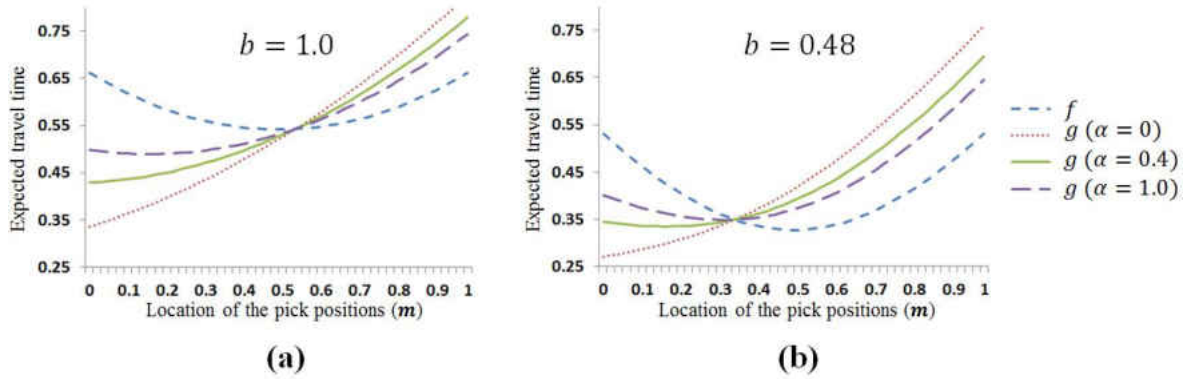 0.75
0.65
0.55
0.45
0.35
0.25
Expected travel time
b = 1.0
0 0.1 0.2 0.3 0.4 0.5 0.6 0.7 0.8 0.9 1
Location of the pick positions (m)
(a)
0.75
0.65
0.55
0.45
0.35
0.25
Expected travel time
b = 0.48
0 0.1 0.2 0.3 0.4 0.5 0.6 0.7 0.8 0.9 1
Location of the pick positions (m)
(b)
f
g (α = 0)
g (α = 0.4)
g (α = 1.0)